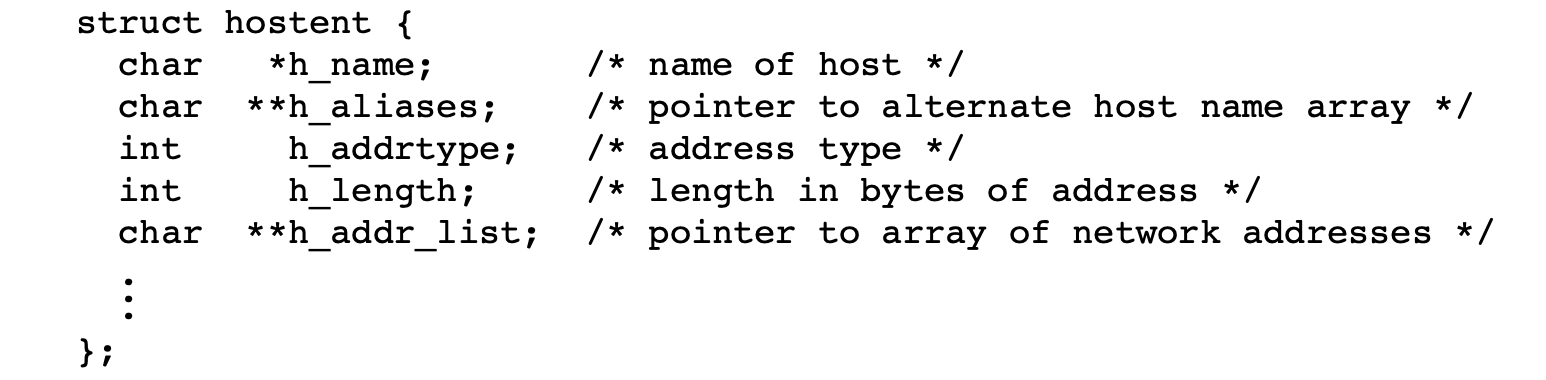 struct hostent {
  char   *h_name;       /* name of host */
  char  **h_aliases;    /* pointer to alternate host name array */
  int     h_addrtype;   /* address type */
  int     h_length;     /* length in bytes of address */
  char  **h_addr_list;  /* pointer to array of network addresses */
  ⋮
};